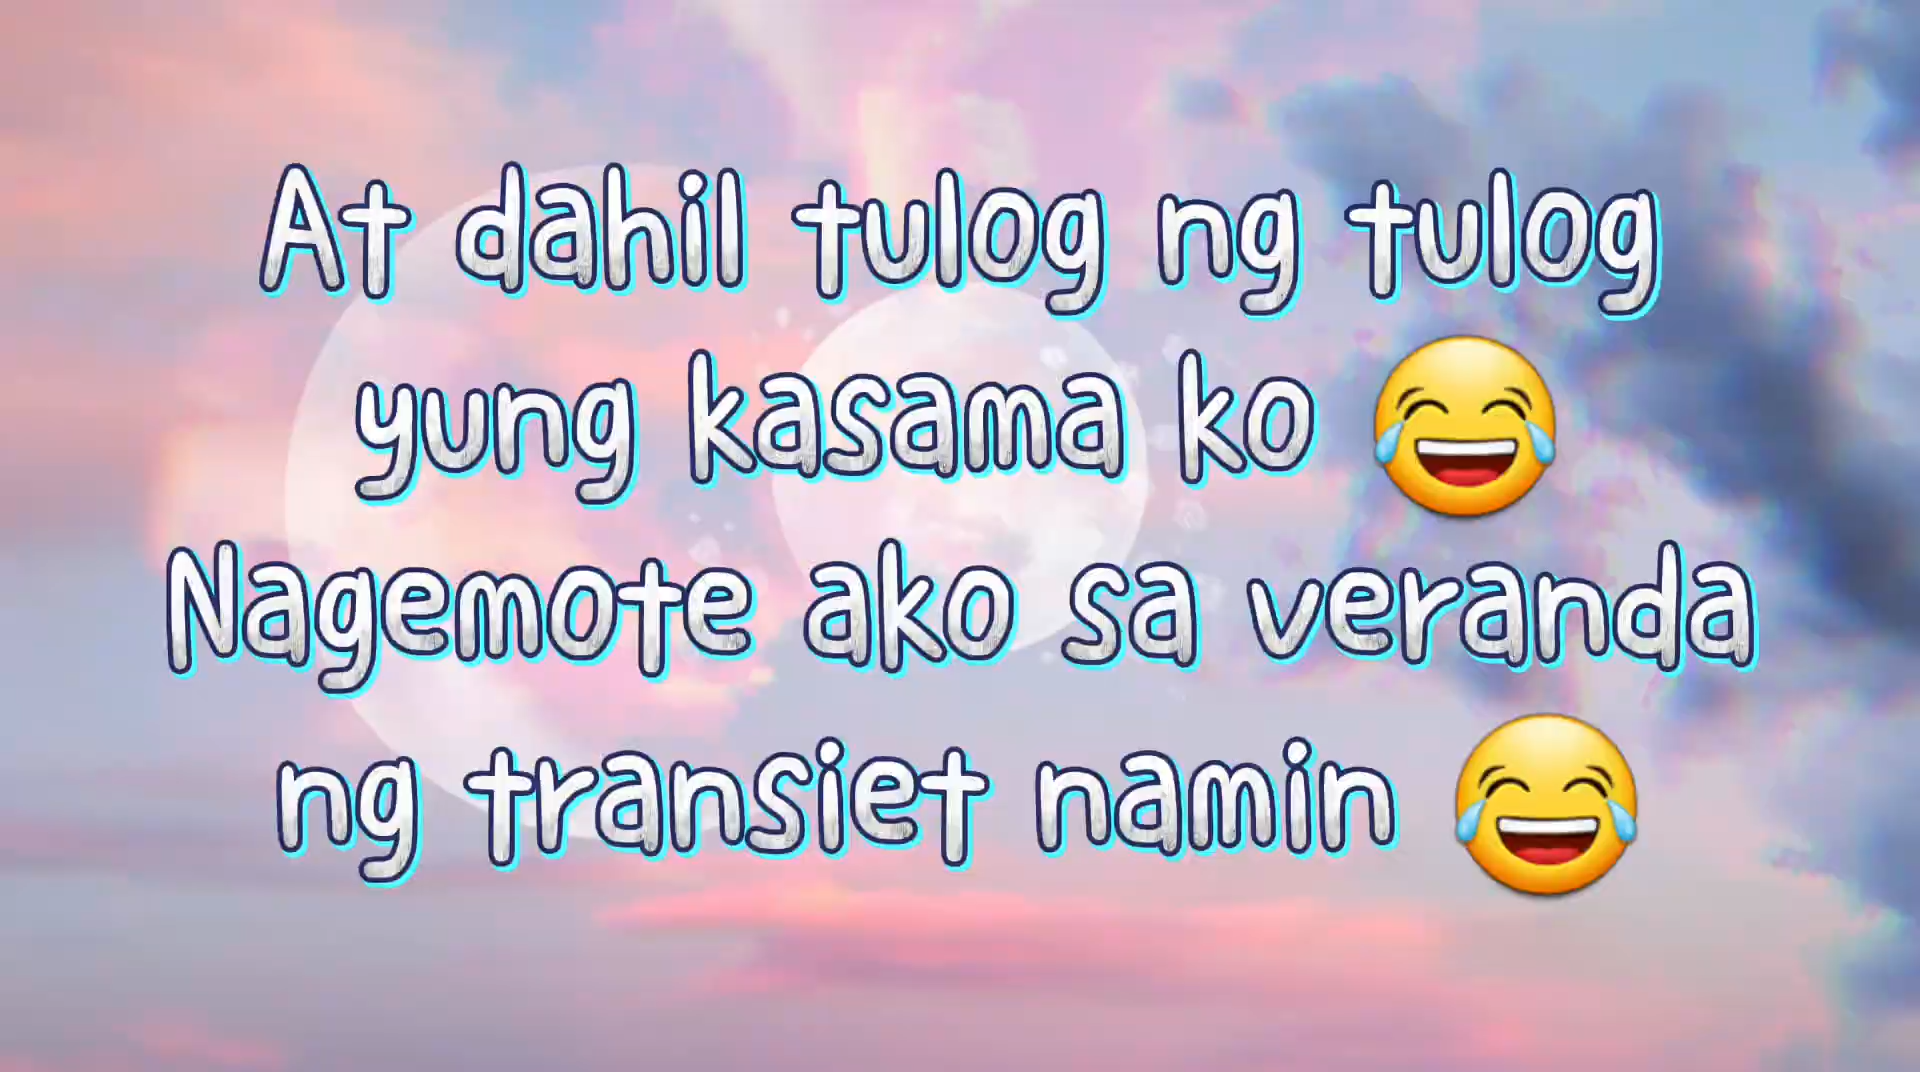 At dahil tulog ng tulog
yung kasama ko 😂
Nagemote ako sa veranda
ng transiet namin 😂